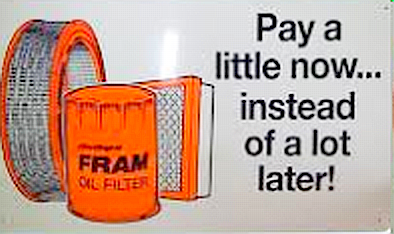 FRAM
OIL FILTER
Pay a
little now...
instead
of a lot
later!